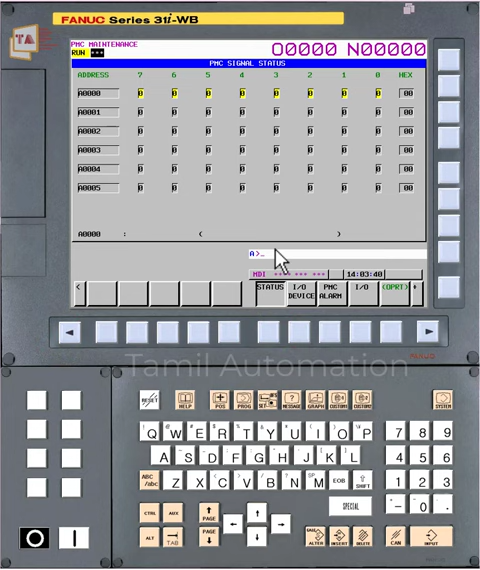 FANUC Series 31i-WB
TA
PMC MAINTENANCE
RUN *** O0000 N00000
PMC SIGNAL STATUS
ADDRESS 7 6 5 4 3 2 1 0 HEX
A0000 0 0 0 0 0 0 0 0 00
A0001 0 0 0 0 0 0 0 0 00
A0002 0 0 0 0 0 0 0 0 00
A0003 0 0 0 0 0 0 0 0 00
A0004 0 0 0 0 0 0 0 0 00
A0005 0 0 0 0 0 0 0 0 00
A0000 : ( )
A>_
MDI **** *** *** 14:03:40
< STATUS I/O DEVICE PMC ALARM I/O (OPRT) +
Tamil Automation
FANUC
RESET HELP POS PROG MESSAGE GRAPH CUSTOM1 CUSTOM2 SYSTEM
Q W E R T Y U I O P 7 8 9
A S D F G H J K L 4 5 6
ABC/abc Z X C V B N M EOB SHIFT 1 2 3
CTRL AUX PAGE SPECIAL - 0 .
ALT TAB PAGE ALTER INSERT DELETE CAN INPUT